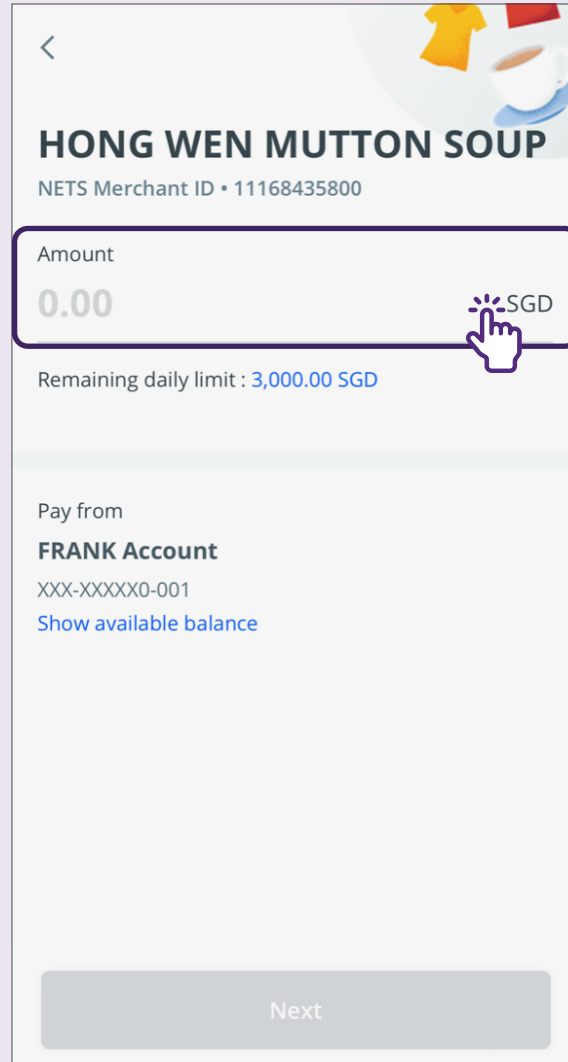 HONG WEN MUTTON SOUP
NETS Merchant ID • 11168435800
Amount
0.00 SGD
Remaining daily limit : 3,000.00 SGD
Pay from
FRANK Account
XXX-XXXXX0-001
Show available balance
Next